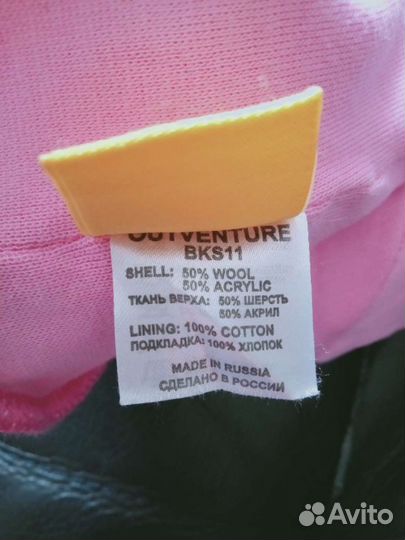 OUTVENTURE
BKS11
SHELL: 50% WOOL
50% ACRYLIC
ТКАНЬ ВЕРХА: 50% ШЕРСТЬ
50% АКРИЛ
LINING: 100% COTTON
ПОДКЛАДКА: 100% ХЛОПОК
MADE IN RUSSIA
СДЕЛАНО В РОССИИ
Avito